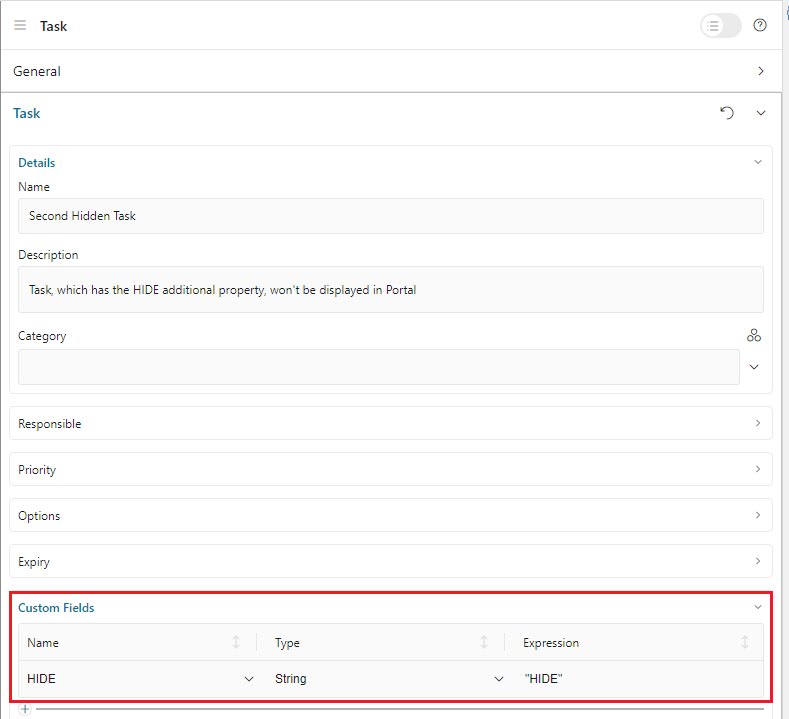 Task
General
Task
Details
Name
Second Hidden Task
Description
Task, which has the HIDE additional property, won't be displayed in Portal
Category
Responsible
Priority
Options
Expiry
Custom Fields
Name Type Expression
HIDE String "HIDE"